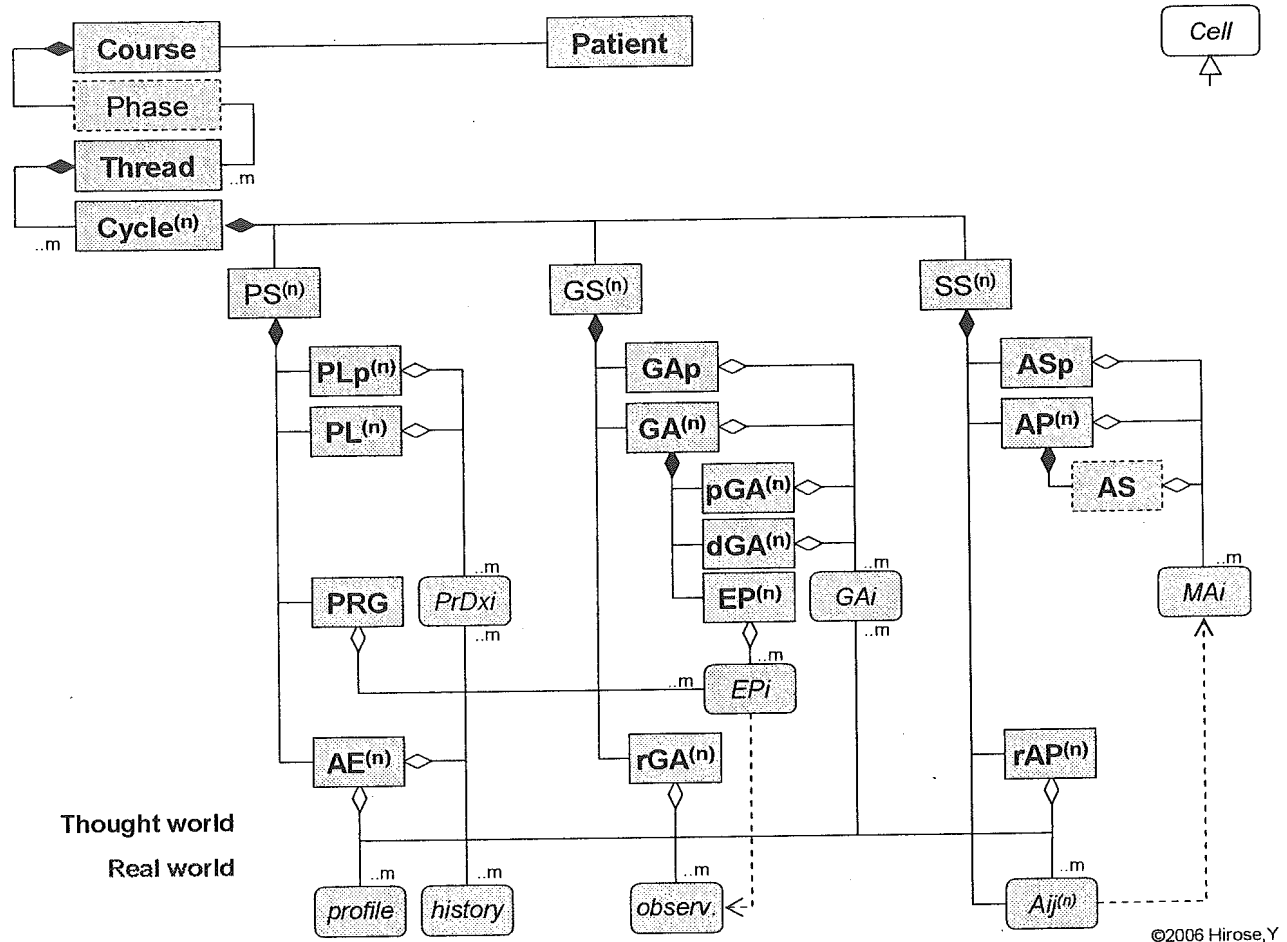 Course
Patient
Cell
Phase
Thread
..m
Cycle(n)
..m
PS(n)
GS(n)
SS(n)
PLp(n)
GAp
ASp
PL(n)
GA(n)
AP(n)
pGA(n)
AS
dGA(n)
..m
..m
..m
PRG
PrDxi
EP(n)
GAi
MAi
..m
..m
..m
..m
EPi
AE(n)
rGA(n)
rAP(n)
Thought world
Real world
..m
..m
..m
..m
profile
history
observ.
Aij(n)
©2006 Hirose,Y